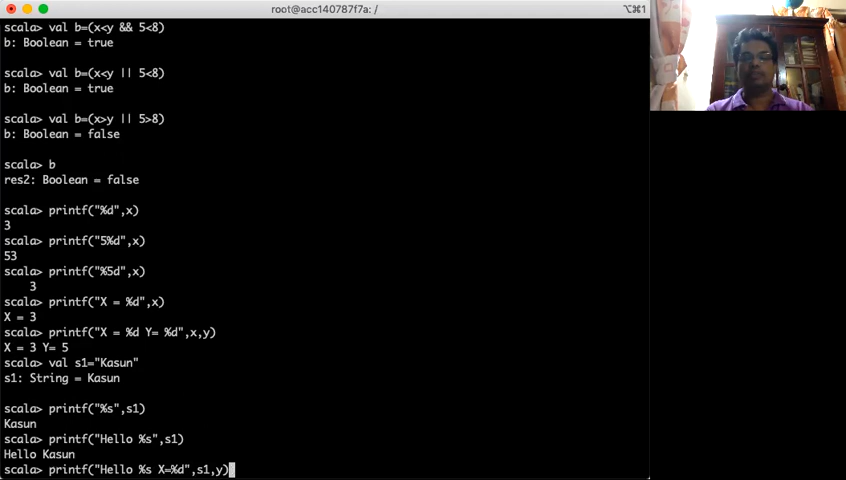 root@acc140787f7a: /
⌥⌘1
scala> val b=(x<y && 5<8)
b: Boolean = true
scala> val b=(x<y || 5<8)
b: Boolean = true
scala> val b=(x>y || 5>8)
b: Boolean = false
scala> b
res2: Boolean = false
scala> printf("%d",x)
3
scala> printf("5%d",x)
53
scala> printf("%5d",x)
    3
scala> printf("X = %d",x)
X = 3
scala> printf("X = %d Y= %d",x,y)
X = 3 Y= 5
scala> val s1="Kasun"
s1: String = Kasun
scala> printf("%s",s1)
Kasun
scala> printf("Hello %s",s1)
Hello Kasun
scala> printf("Hello %s X=%d",s1,y)